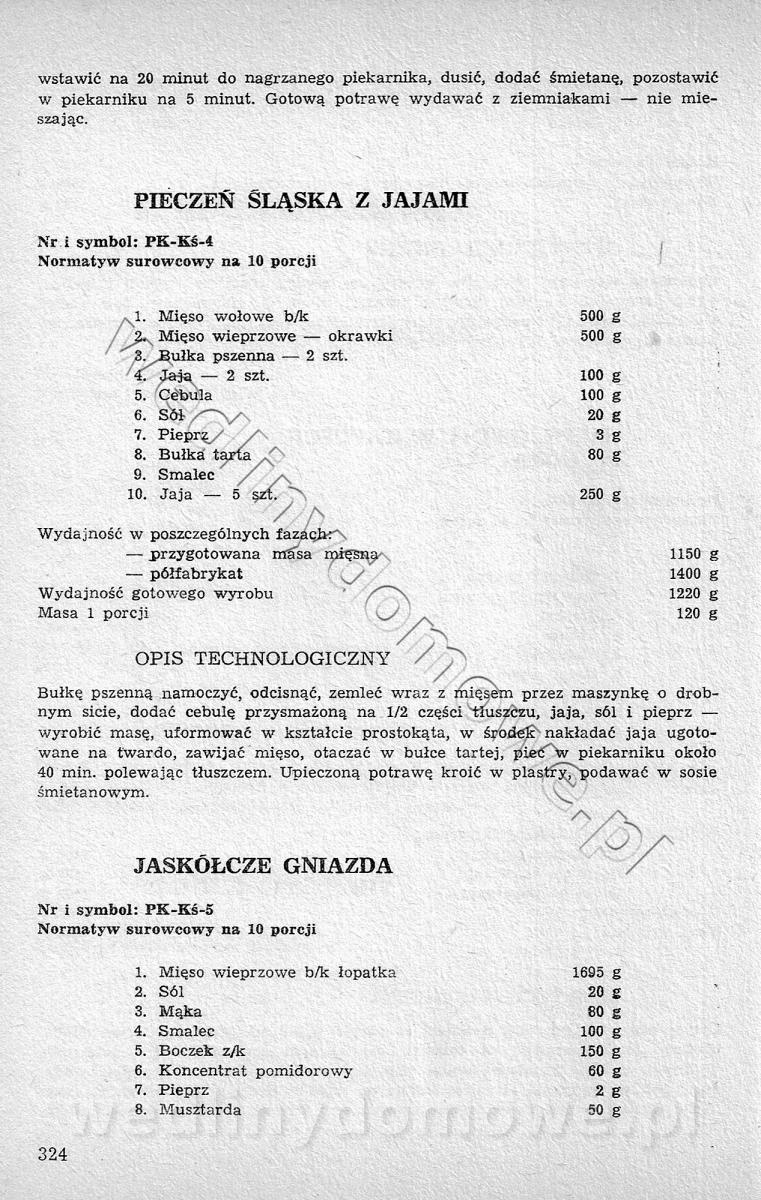 wstawić na 20 minut do nagrzanego piekarnika, dusić, dodać śmietanę, pozostawić
w piekarniku na 5 minut. Gotową potrawę wydawać z ziemniakami — nie mie-
szając.
PIECZEŃ ŚLĄSKA Z JAJAMI
Nr i symbol: PK-Kś-4
Normatyw surowcowy na 10 porcji
1. Mięso wołowe b/k 500 g
2. Mięso wieprzowe — okrawki 500 g
3. Bułka pszenna — 2 szt.
4. Jaja — 2 szt. 100 g
5. Cebula 100 g
6. Sól 20 g
7. Pieprz 3 g
8. Bułka tarta 80 g
9. Smalec
10. Jaja — 5 szt. 250 g
Wydajność w poszczególnych fazach:
— przygotowana masa mięsna 1150 g
— półfabrykat 1400 g
Wydajność gotowego wyrobu 1220 g
Masa 1 porcji 120 g
OPIS TECHNOLOGICZNY
Bułkę pszenną namoczyć, odcisnąć, zemleć wraz z mięsem przez maszynkę o drob-
nym sicie, dodać cebulę przysmażoną na 1/2 części tłuszczu, jaja, sól i pieprz —
wyrobić masę, uformować w kształcie prostokąta, w środek nakładać jaja ugoto-
wane na twardo, zawijać mięso, otaczać w bułce tartej, piec w piekarniku około
40 min. polewając tłuszczem. Upieczoną potrawę kroić w plastry, podawać w sosie
śmietanowym.
JASKÓŁCZE GNIAZDA
Nr i symbol: PK-Kś-5
Normatyw surowcowy na 10 porcji
1. Mięso wieprzowe b/k łopatka 1695 g
2. Sól 20 g
3. Mąka 80 g
4. Smalec 100 g
5. Boczek z/k 150 g
6. Koncentrat pomidorowy 60 g
7. Pieprz 2 g
8. Musztarda 50 g
324
wedlinydomowe.pl
wedlinydomowe.pl